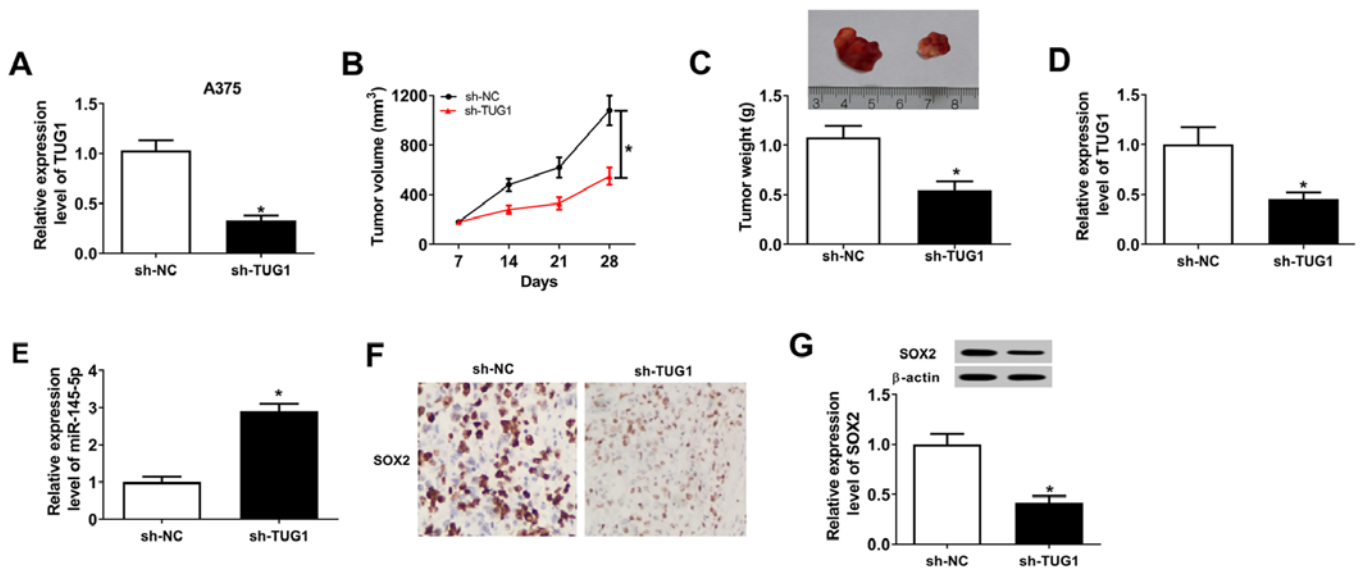 A
A375
Relative expression
level of TUG1
1.5
1.0
0.5
0.0
*
sh-NC
sh-TUG1
B
Tumor volume (mm³)
1200
800
400
0
sh-NC
sh-TUG1
*
7
14
21
28
Days
C
3 4 5 6 7 8
Tumor weight (g)
1.5
1.0
0.5
0.0
*
sh-NC
sh-TUG1
D
Relative expression
level of TUG1
1.5
1.0
0.5
0.0
*
sh-NC
sh-TUG1
E
Relative expression
level of miR-145-5p
4
3
2
1
0
*
sh-NC
sh-TUG1
F
sh-NC
sh-TUG1
SOX2
G
SOX2
β-actin
Relative expression
level of SOX2
1.5
1.0
0.5
0.0
*
sh-NC
sh-TUG1